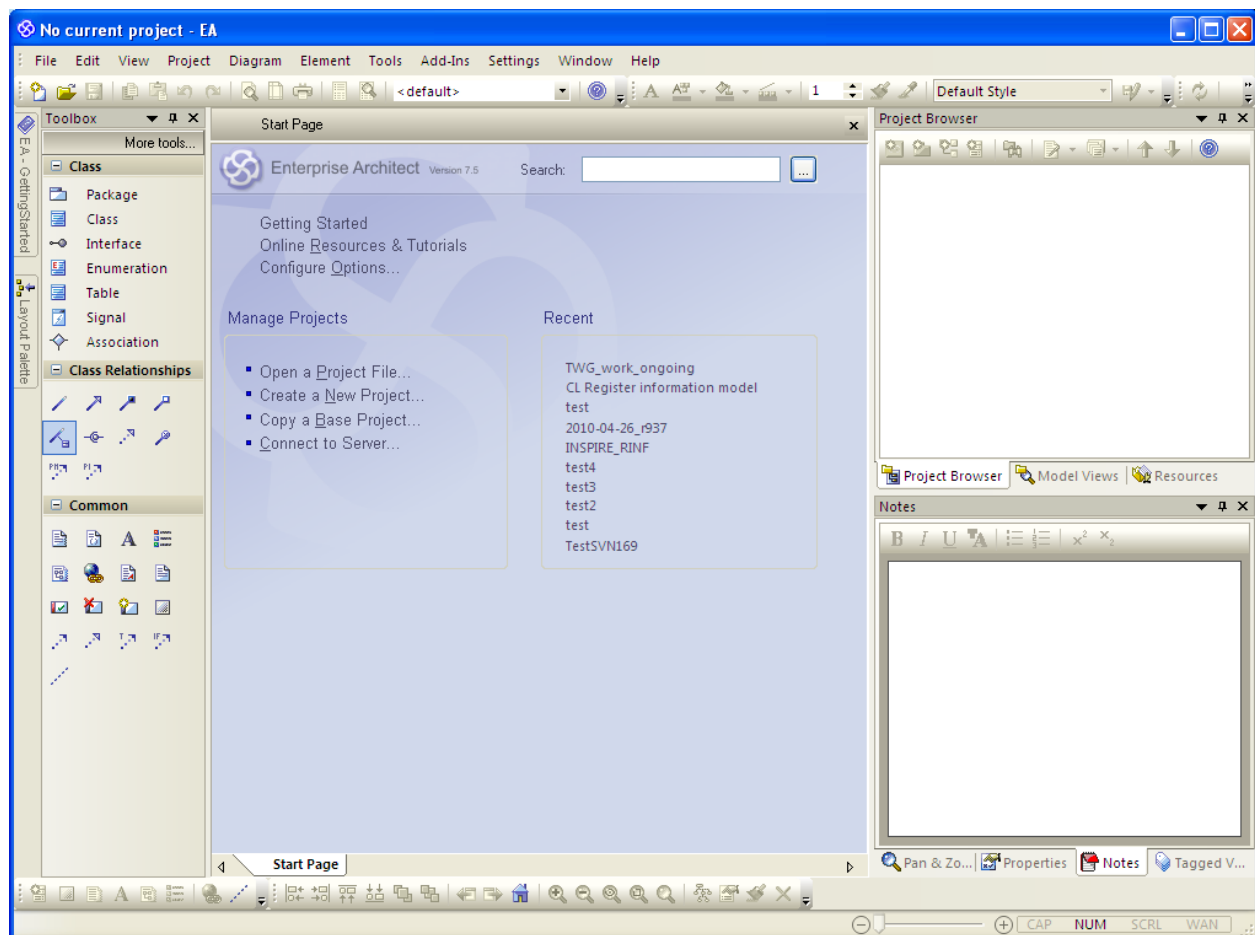 No current project - EA
File Edit View Project Diagram Element Tools Add-Ins Settings Window Help
<default> 1 Default Style
EA - GettingStarted
Layout Palette
Toolbox
More tools...
Class
Package
Class
Interface
Enumeration
Table
Signal
Association
Class Relationships
Common
Start Page
Enterprise Architect Version 7.5 Search: ...
Getting Started
Online Resources & Tutorials
Configure Options...
Manage Projects
Open a Project File...
Create a New Project...
Copy a Base Project...
Connect to Server...
Recent
TWG_work_ongoing
CL Register information model
test
2010-04-26_r937
INSPIRE_RINF
test4
test3
test2
test
TestSVN169
Start Page
Project Browser
Project Browser Model Views Resources
Notes
B I U A x² x₂
Pan & Zo... Properties Notes Tagged V...
CAP NUM SCRL WAN